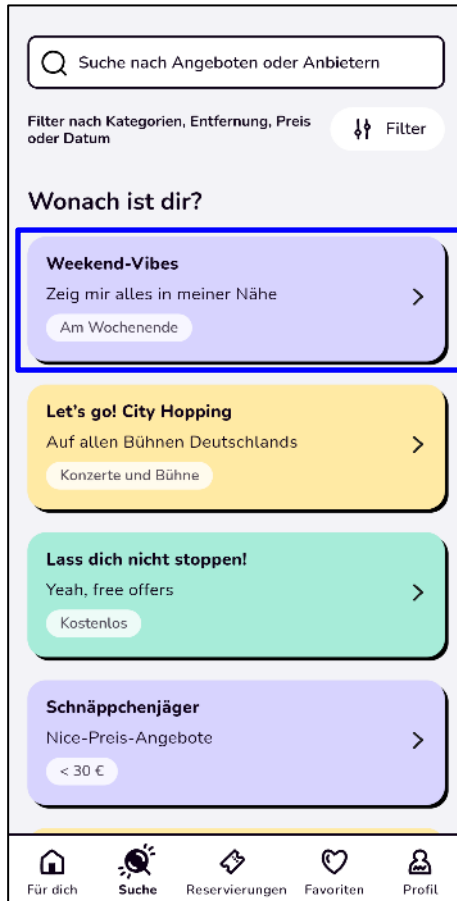 Suche nach Angeboten oder Anbietern
Filter nach Kategorien, Entfernung, Preis
oder Datum
Filter
Wonach ist dir?
Weekend-Vibes
Zeig mir alles in meiner Nähe
Am Wochenende
Let's go! City Hopping
Auf allen Bühnen Deutschlands
Konzerte und Bühne
Lass dich nicht stoppen!
Yeah, free offers
Kostenlos
Schnäppchenjäger
Nice-Preis-Angebote
< 30 €
Für dich
Suche
Reservierungen
Favoriten
Profil